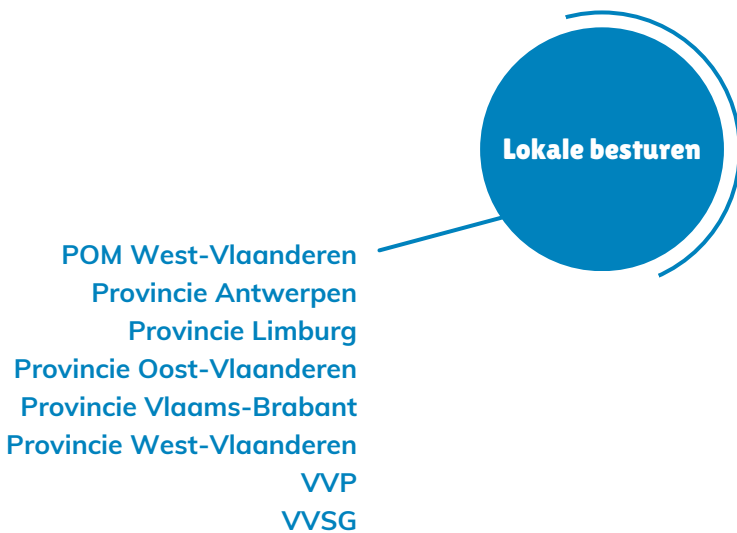 Lokale besturen
POM West-Vlaanderen
Provincie Antwerpen
Provincie Limburg
Provincie Oost-Vlaanderen
Provincie Vlaams-Brabant
Provincie West-Vlaanderen
VVP
VVSG